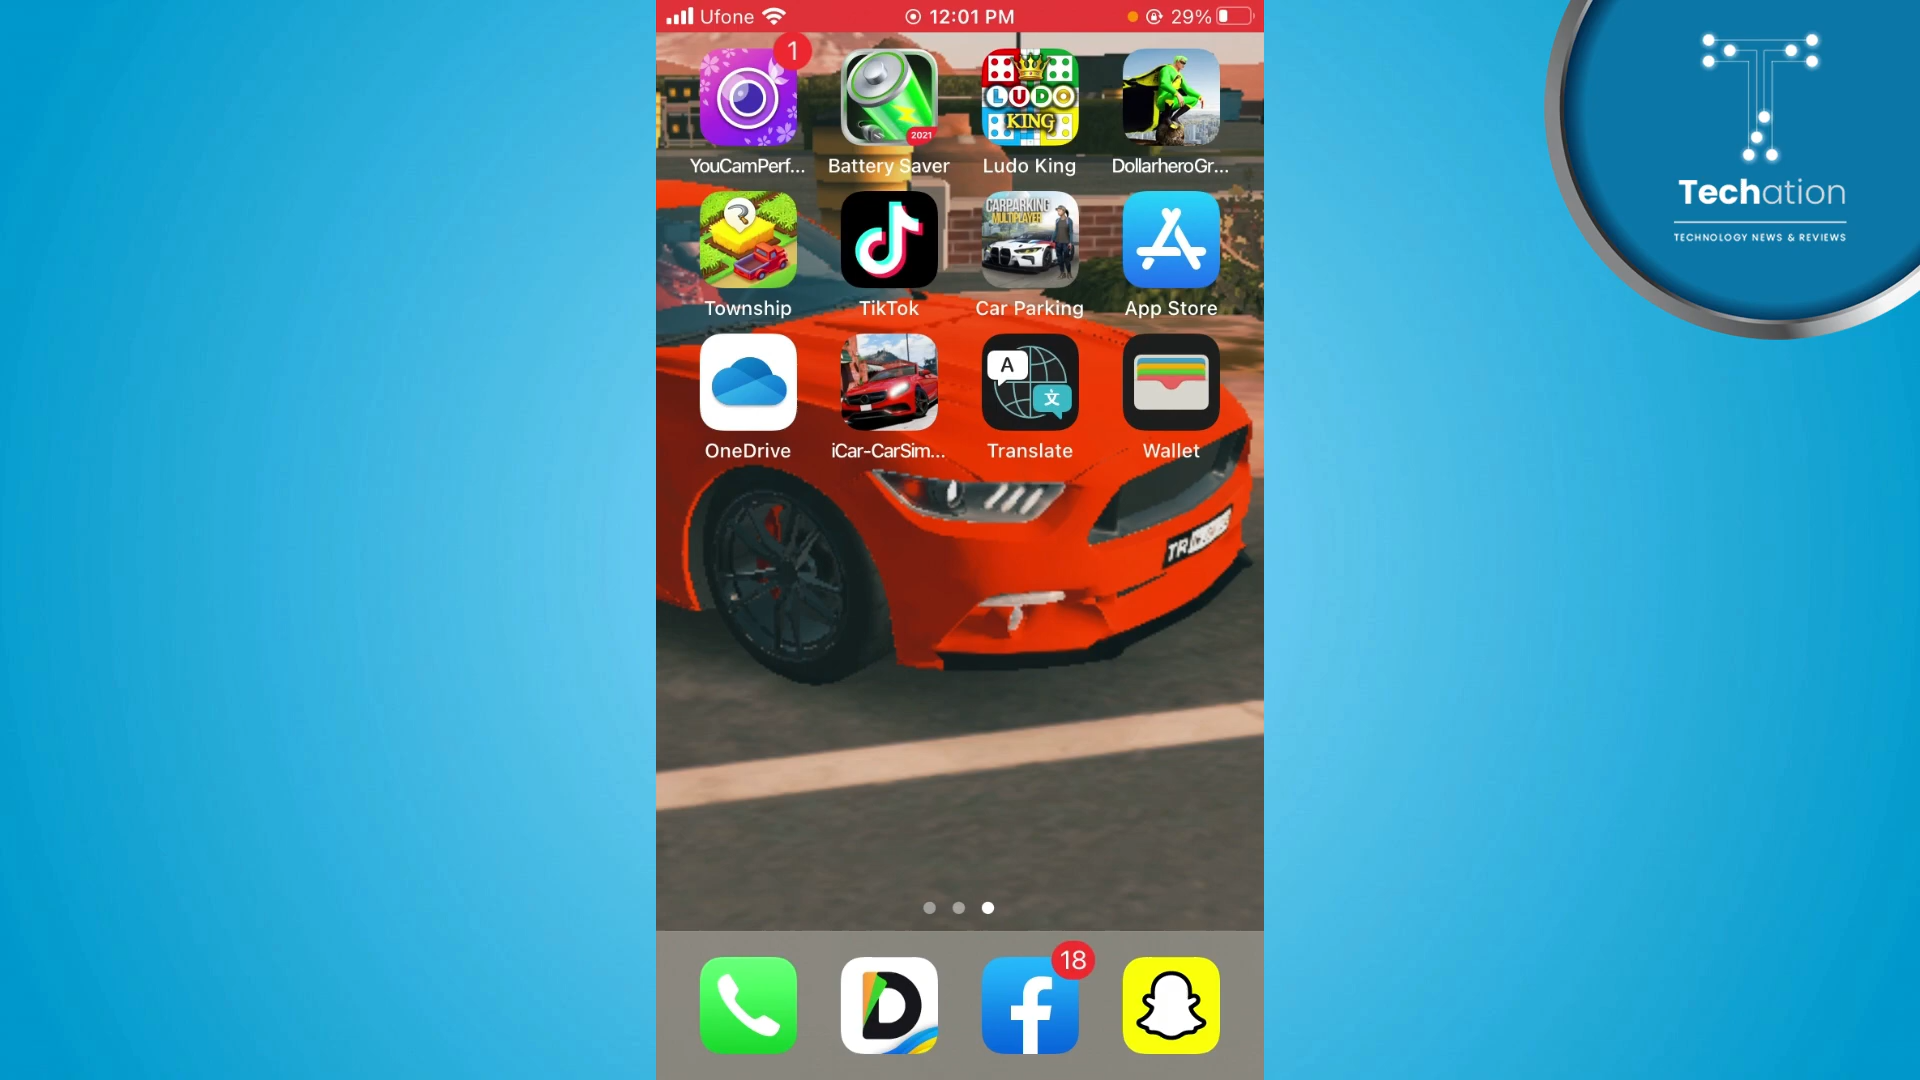 Ufone 12:01 PM 29%
1
2021
LUDO
KING
YouCamPerf... Battery Saver Ludo King DollarheroGr...
CARPARKING
MULTIPLAYER
Township TikTok Car Parking App Store
A
文
OneDrive iCar-CarSim... Translate Wallet
TR
18
D
f
Techation
TECHNOLOGY NEWS & REVIEWS